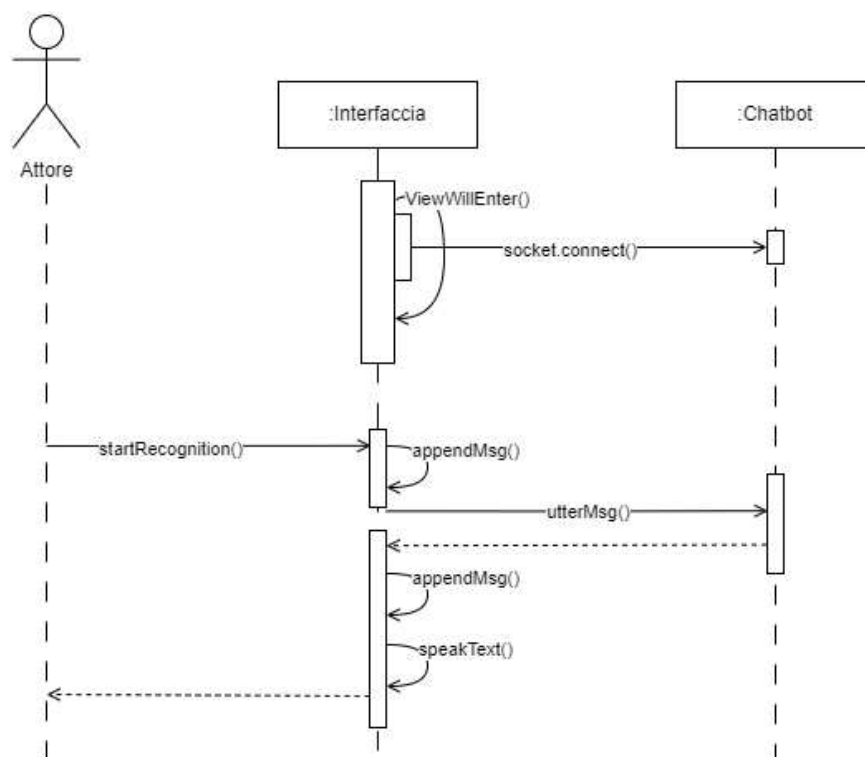 :Interfaccia
:Chatbot
Attore
ViewWillEnter()
socket.connect()
startRecognition()
appendMsg()
utterMsg()
appendMsg()
speakText()